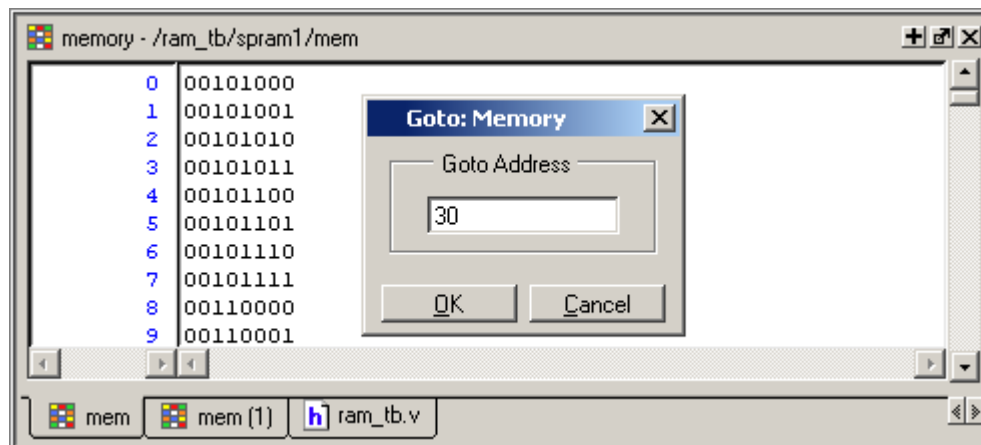 memory - /ram_tb/spram1/mem
0 00101000
1 00101001
2 00101010
3 00101011
4 00101100
5 00101101
6 00101110
7 00101111
8 00110000
9 00110001
Goto: Memory
Goto Address
30
OK Cancel
mem mem (1) h ram_tb.v